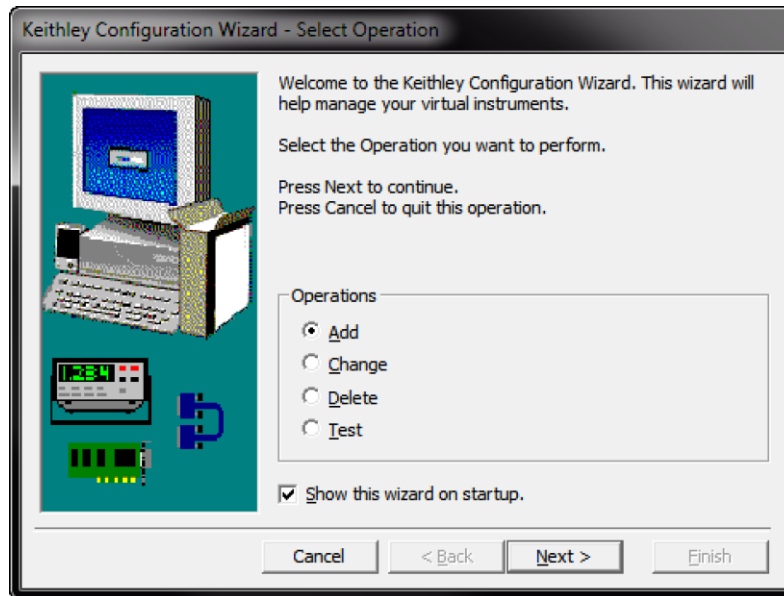 Keithley Configuration Wizard - Select Operation
Welcome to the Keithley Configuration Wizard. This wizard will
help manage your virtual instruments.
Select the Operation you want to perform.
Press Next to continue.
Press Cancel to quit this operation.
Operations
Add
Change
Delete
Test
1.234
Show this wizard on startup.
Cancel
< Back
Next >
Finish